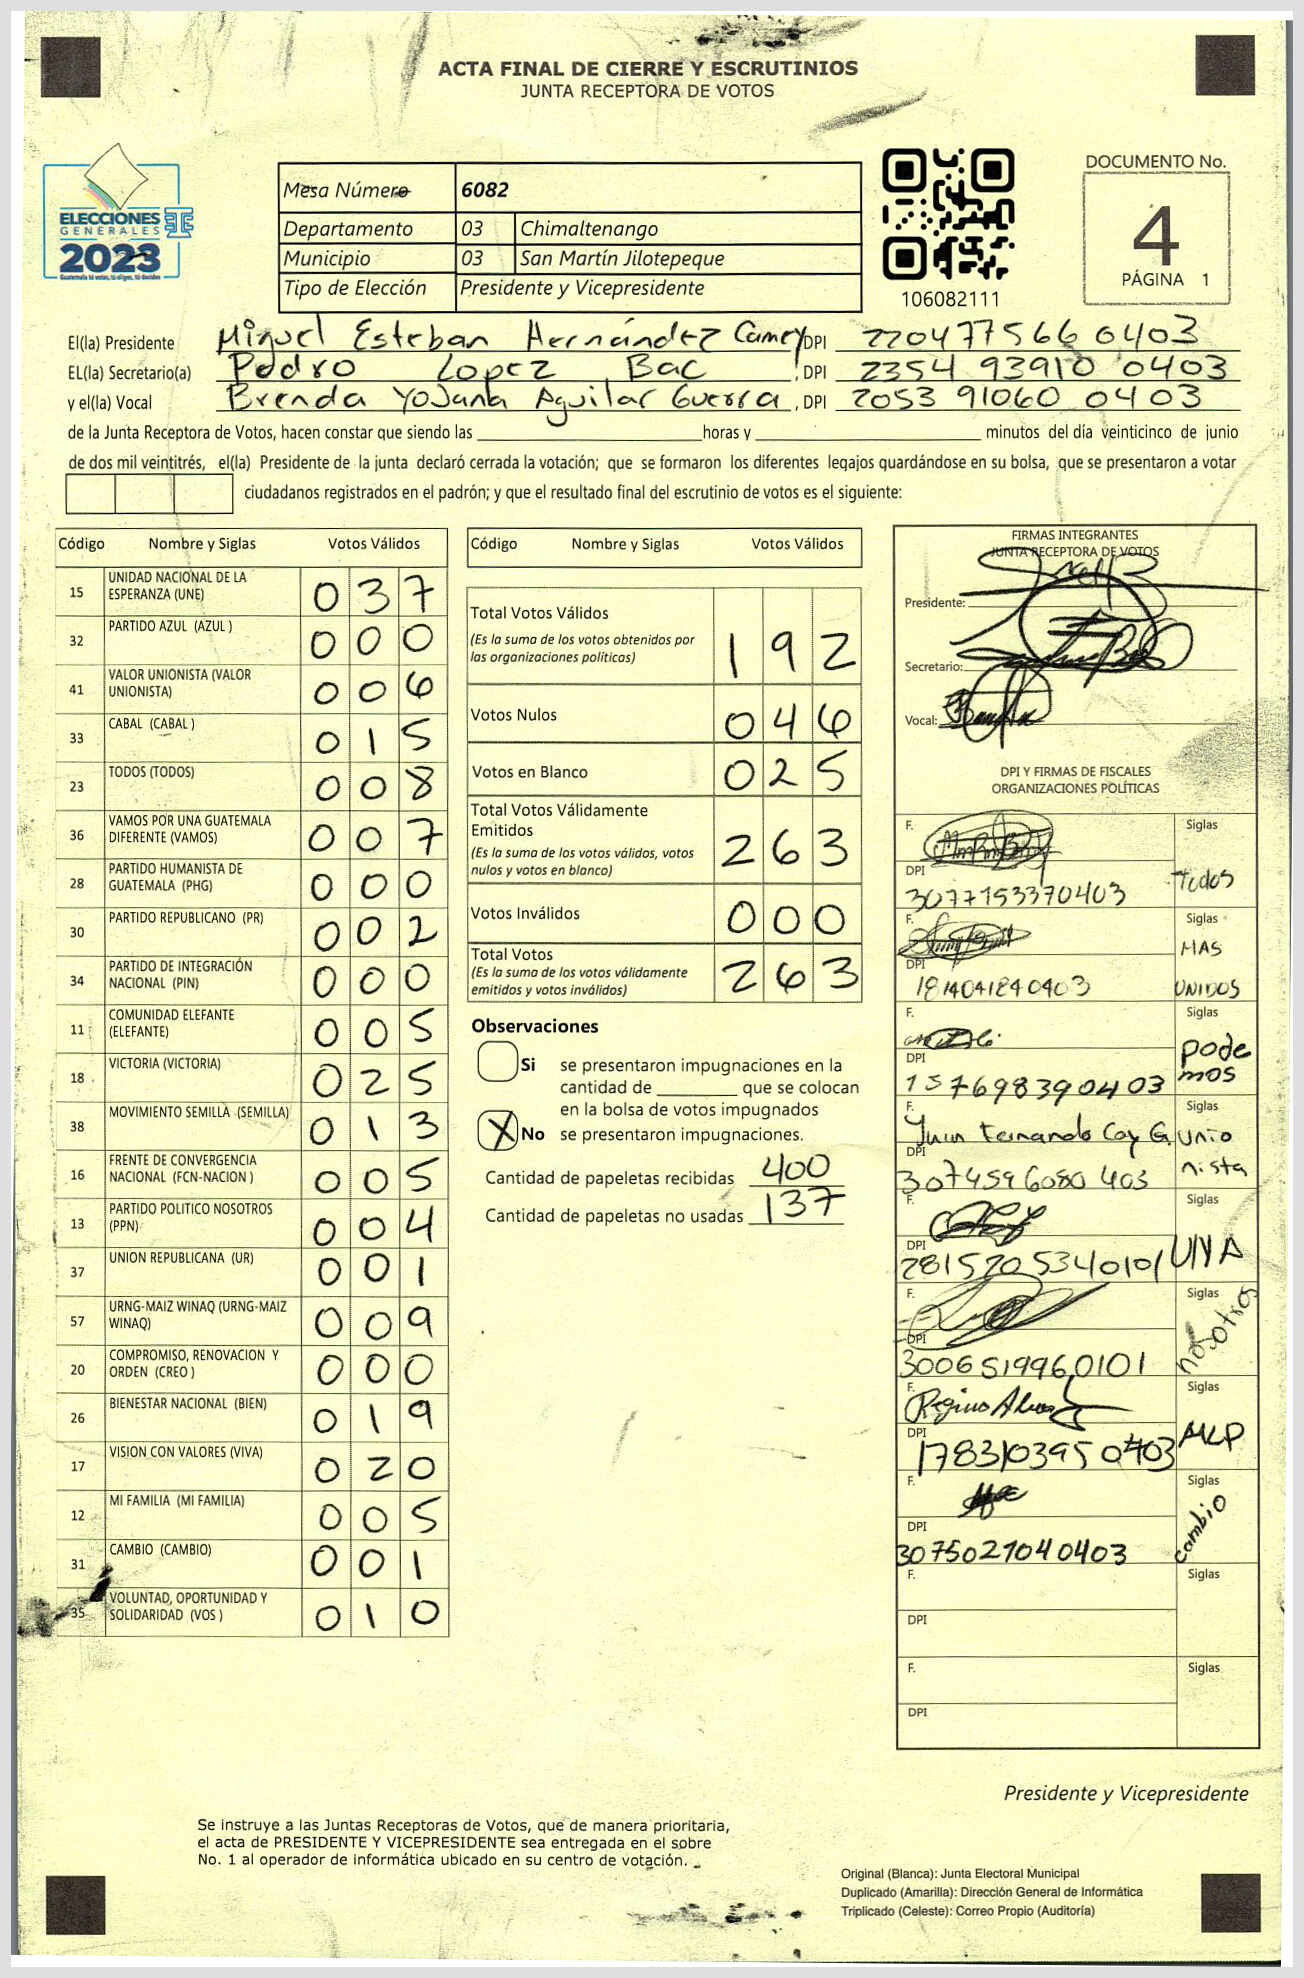 ACTA FINAL DE CIERRE Y ESCRUTINIOS
JUNTA RECEPTORA DE VOTOS
ELECCIONES
GENERALES
2023
Guatemala tú votas, tú eliges, tú decides
Mesa Número 6082
Departamento 03 Chimaltenango
Municipio 03 San Martín Jilotepeque
Tipo de Elección Presidente y Vicepresidente
106082111
DOCUMENTO No.
4
PÁGINA 1
El(la) Presidente Miguel Esteban Hernández Camey DPI 220477566 0403
EL(la) Secretario(a) Pedro Lopez Bac , DPI 2354 93910 0403
y el(la) Vocal Brenda Yojana Aguilar Guerra , DPI 2053 91060 0403
de la Junta Receptora de Votos, hacen constar que siendo las horas y minutos del día veinticinco de junio
de dos mil veintitrés, el(la) Presidente de la junta declaró cerrada la votación; que se formaron los diferentes legajos guardándose en su bolsa, que se presentaron a votar
ciudadanos registrados en el padrón; y que el resultado final del escrutinio de votos es el siguiente:
Código Nombre y Siglas Votos Válidos
15 UNIDAD NACIONAL DE LA ESPERANZA (UNE) 037
32 PARTIDO AZUL (AZUL ) 000
41 VALOR UNIONISTA (VALOR UNIONISTA) 006
33 CABAL (CABAL ) 015
23 TODOS (TODOS) 008
36 VAMOS POR UNA GUATEMALA DIFERENTE (VAMOS) 007
28 PARTIDO HUMANISTA DE GUATEMALA (PHG) 000
30 PARTIDO REPUBLICANO (PR) 002
34 PARTIDO DE INTEGRACIÓN NACIONAL (PIN) 000
11 COMUNIDAD ELEFANTE (ELEFANTE) 005
18 VICTORIA (VICTORIA) 025
38 MOVIMIENTO SEMILLA (SEMILLA) 013
16 FRENTE DE CONVERGENCIA NACIONAL (FCN-NACION ) 005
13 PARTIDO POLITICO NOSOTROS (PPN) 004
37 UNION REPUBLICANA (UR) 001
57 URNG-MAIZ WINAQ (URNG-MAIZ WINAQ) 009
20 COMPROMISO, RENOVACION Y ORDEN (CREO ) 000
26 BIENESTAR NACIONAL (BIEN) 019
17 VISION CON VALORES (VIVA) 020
12 MI FAMILIA (MI FAMILIA) 005
31 CAMBIO (CAMBIO) 001
35 VOLUNTAD, OPORTUNIDAD Y SOLIDARIDAD (VOS ) 010
Código Nombre y Siglas Votos Válidos
Total Votos Válidos 192
(Es la suma de los votos obtenidos por
las organizaciones politicas)
Votos Nulos 046
Votos en Blanco 025
Total Votos Válidamente
Emitidos 263
(Es la suma de los votos válidos, votos
nulos y votos en blanco)
Votos Inválidos 000
Total Votos 263
(Es la suma de los votos válidamente
emitidos y votos inválidos)
Observaciones
Si se presentaron impugnaciones en la
cantidad de que se colocan
en la bolsa de votos impugnados
X No se presentaron impugnaciones.
Cantidad de papeletas recibidas 400
Cantidad de papeletas no usadas 137
FIRMAS INTEGRANTES
JUNTA RECEPTORA DE VOTOS
Presidente:
Secretario:
Vocal:
DPI Y FIRMAS DE FISCALES
ORGANIZACIONES POLÍTICAS
F. Siglas
DPI 3077153370403 Todos
F. Siglas
DPI 1814041840403 MAS UNIDOS
F. Siglas
DPI 157698390403 podemos
F. Juan Fernando Coy G. Siglas
DPI 3074596080403 Unionista
F. Siglas
DPI 2815205340101 UNA
F. Siglas
DPI 3006519960101 nosotros
F. Siglas
DPI 1783103950403 MLP
F. Siglas
DPI 3075021040403 cambio
F. Siglas
DPI
F. Siglas
DPI
Presidente y Vicepresidente
Se instruye a las Juntas Receptoras de Votos, que de manera prioritaria,
el acta de PRESIDENTE Y VICEPRESIDENTE sea entregada en el sobre
No. 1 al operador de informática ubicado en su centro de votación.
Original (Blanca): Junta Electoral Municipal
Duplicado (Amarilla): Dirección General de Informática
Triplicado (Celeste): Correo Propio (Auditoría)